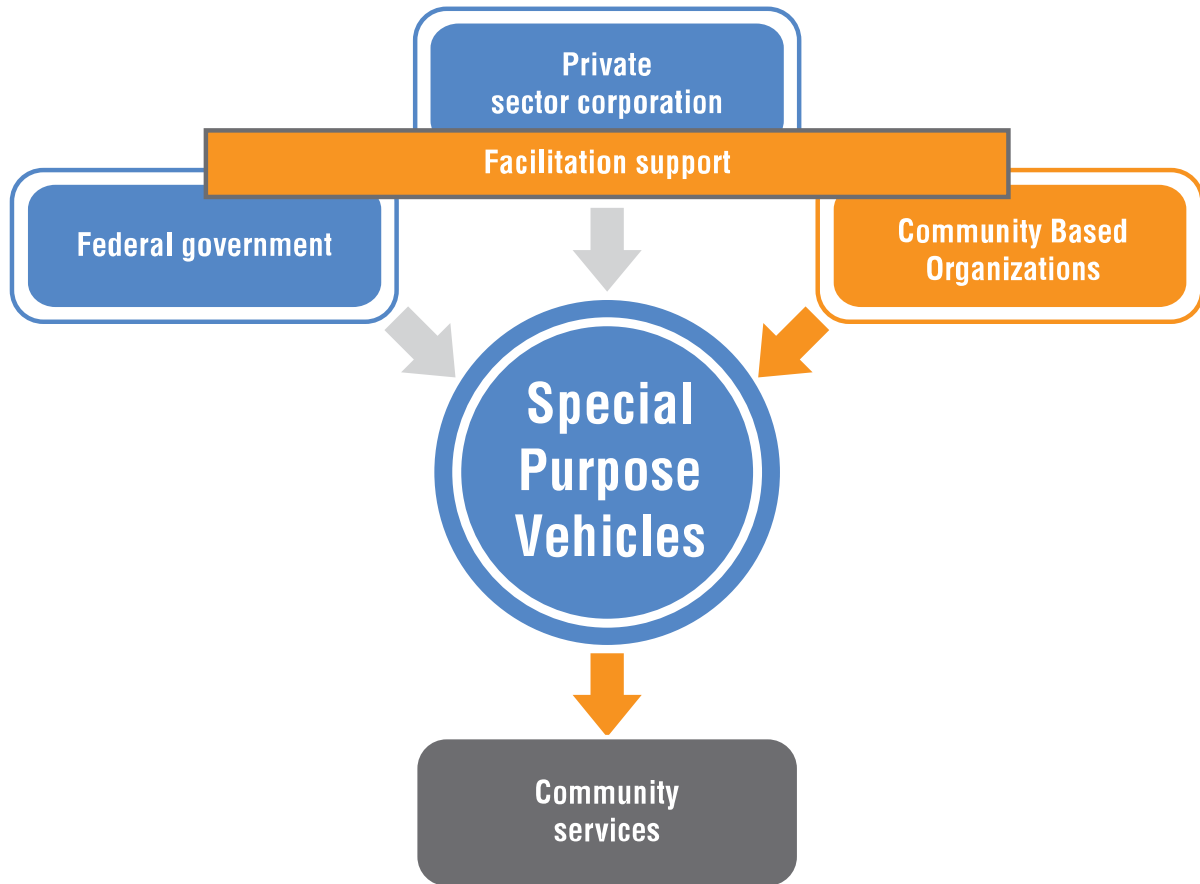 Private
sector corporation
Facilitation support
Federal government
Community Based
Organizations
Special
Purpose
Vehicles
Community
services